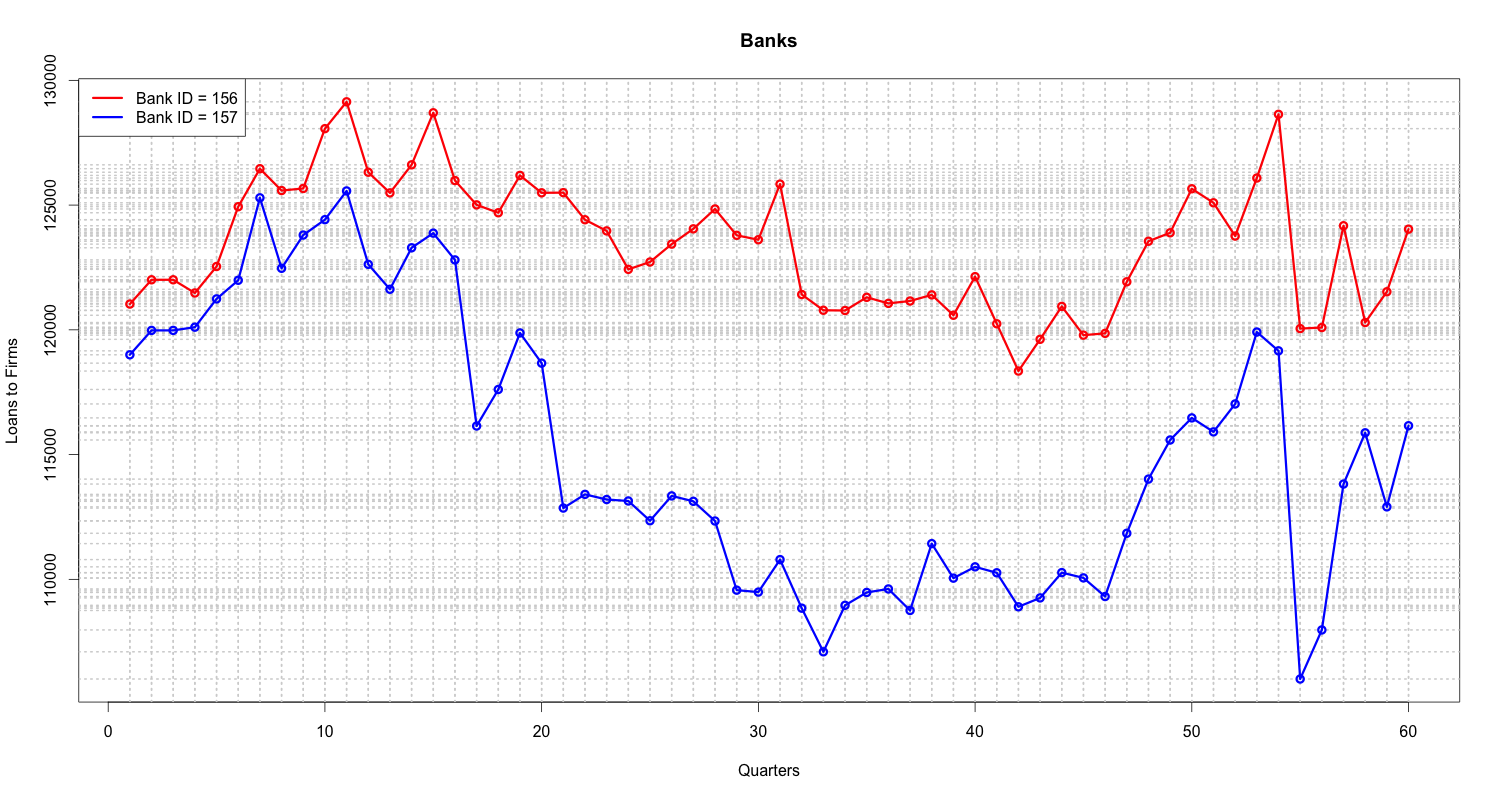 Banks
Bank ID = 156
Bank ID = 157
Loans to Firms
130000
125000
120000
115000
110000
0 10 20 30 40 50 60
Quarters